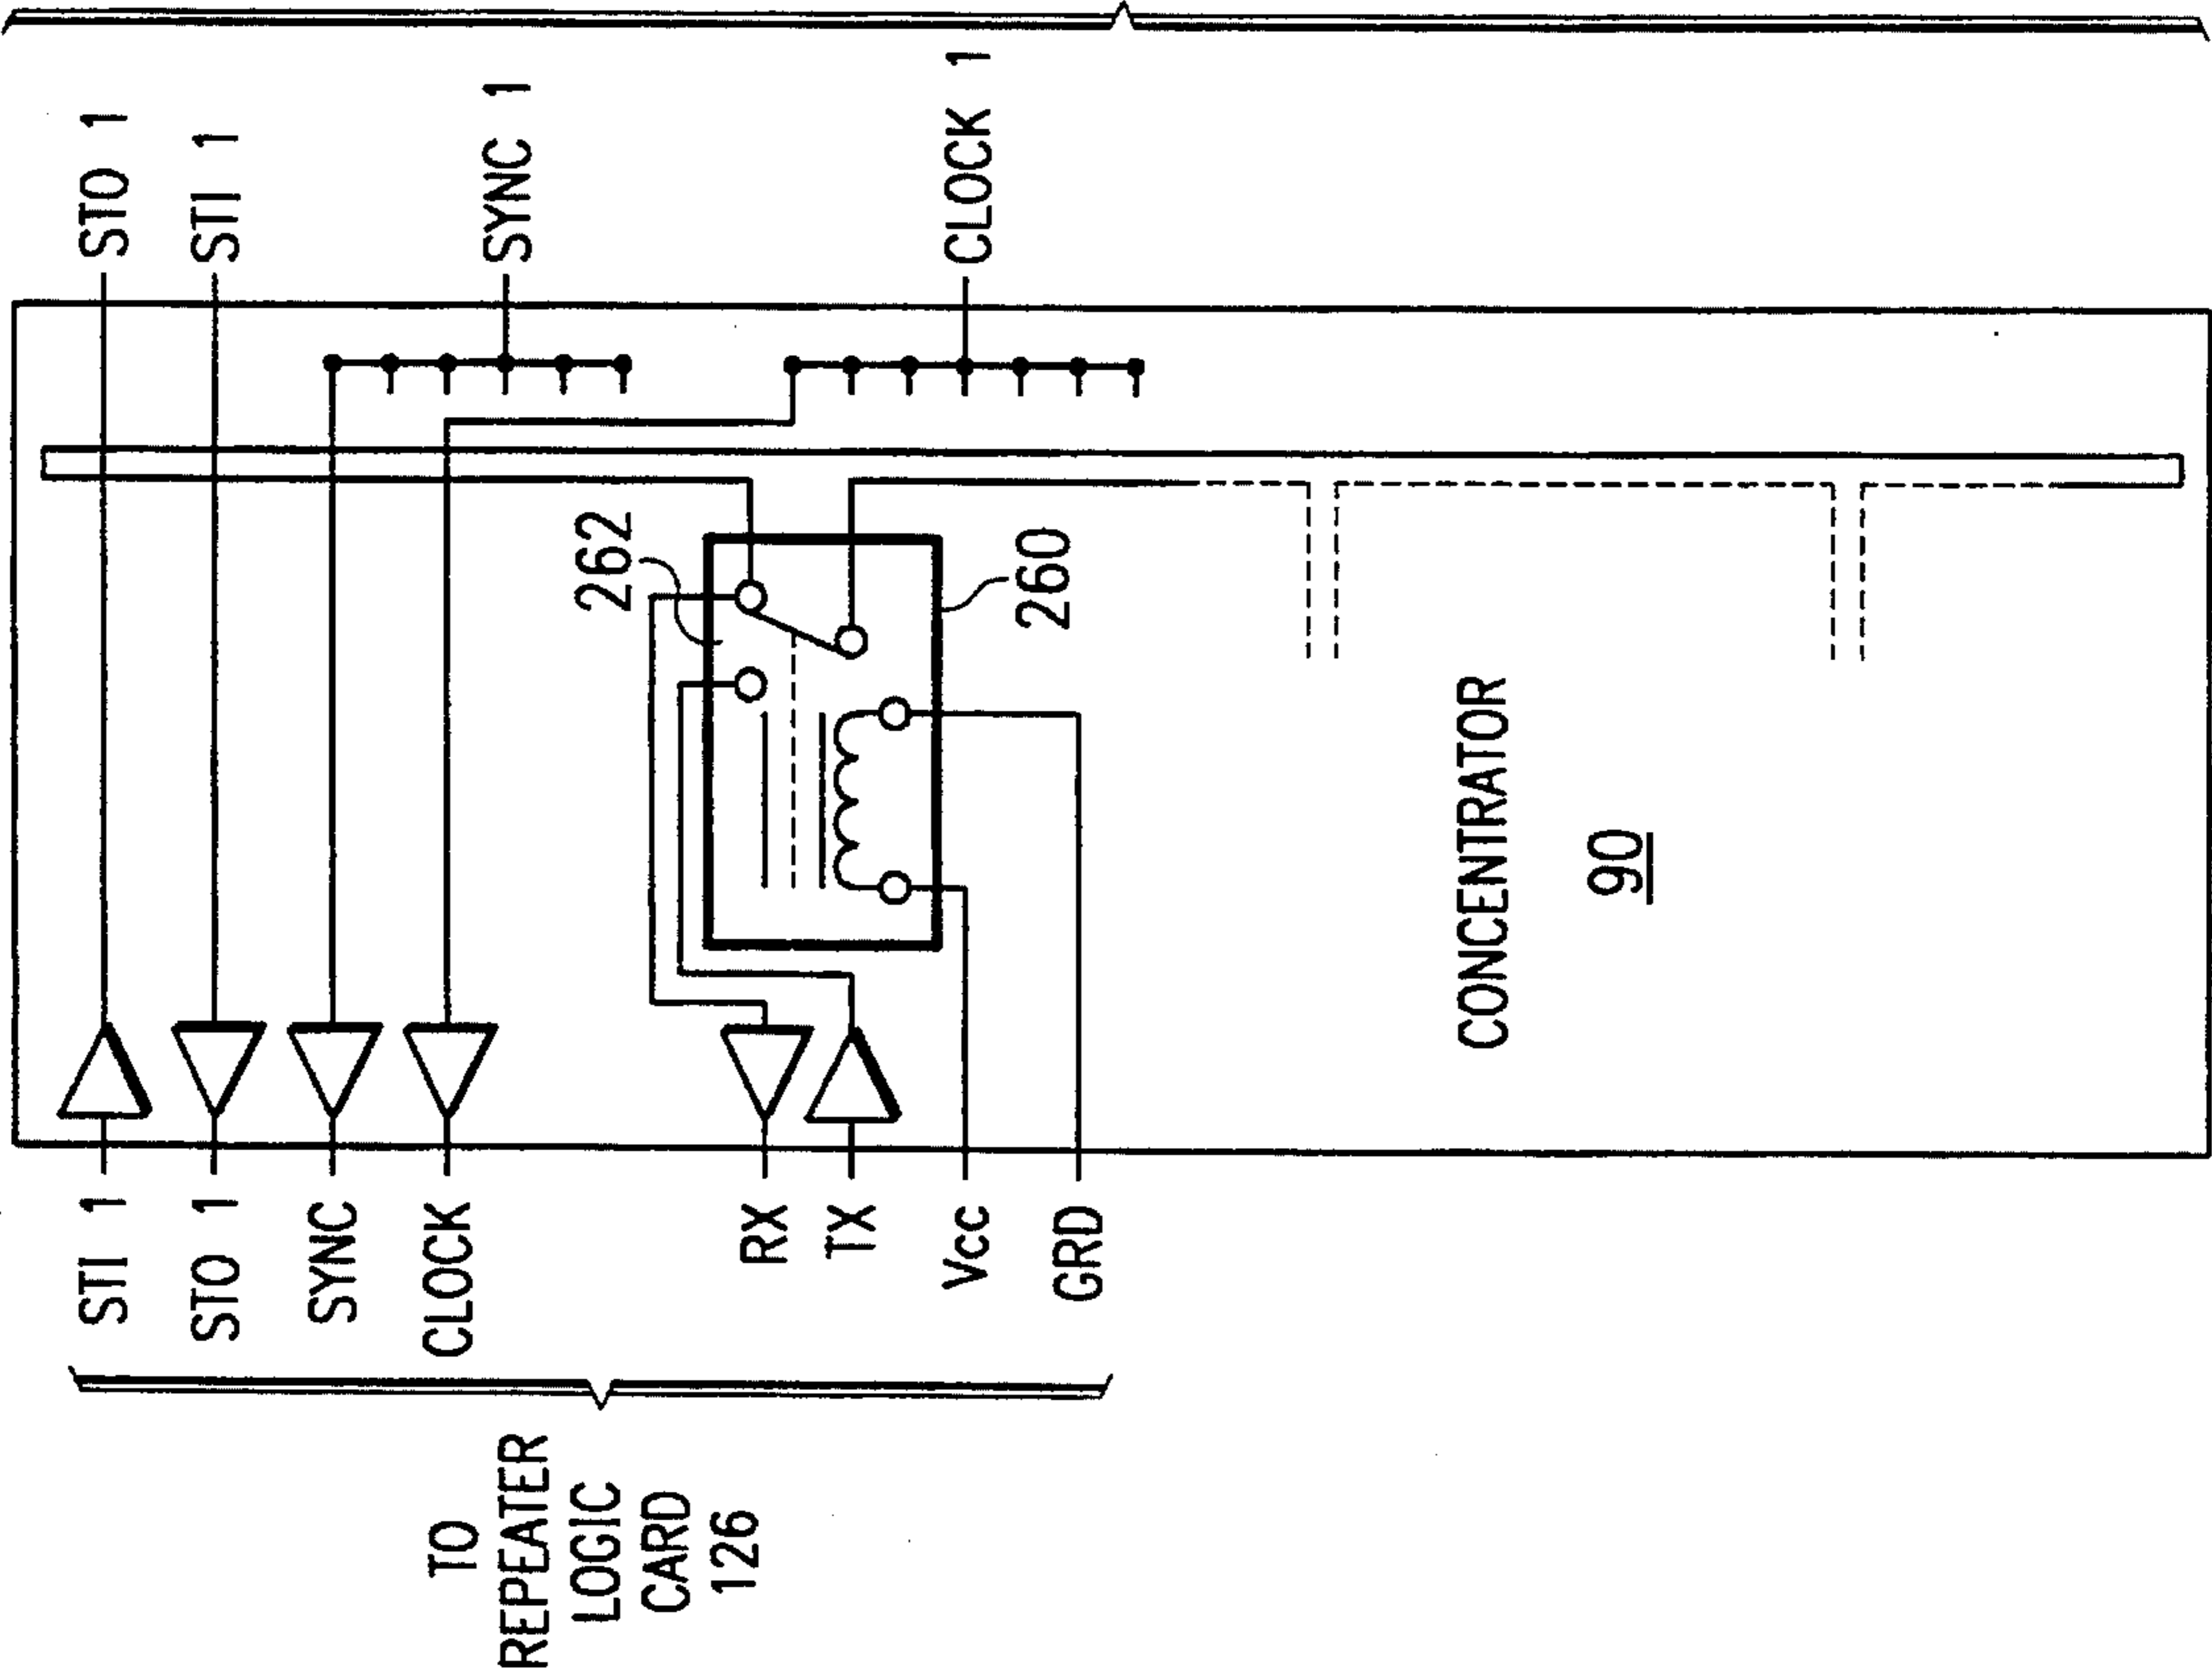 STO 1
STI 1
SYNC 1
CLOCK 1
262
260
CONCENTRATOR
90
STI 1
STO 1
SYNC
CLOCK
RX
TX
Vcc
GRD
TO
REPEATER
LOGIC
CARD
126